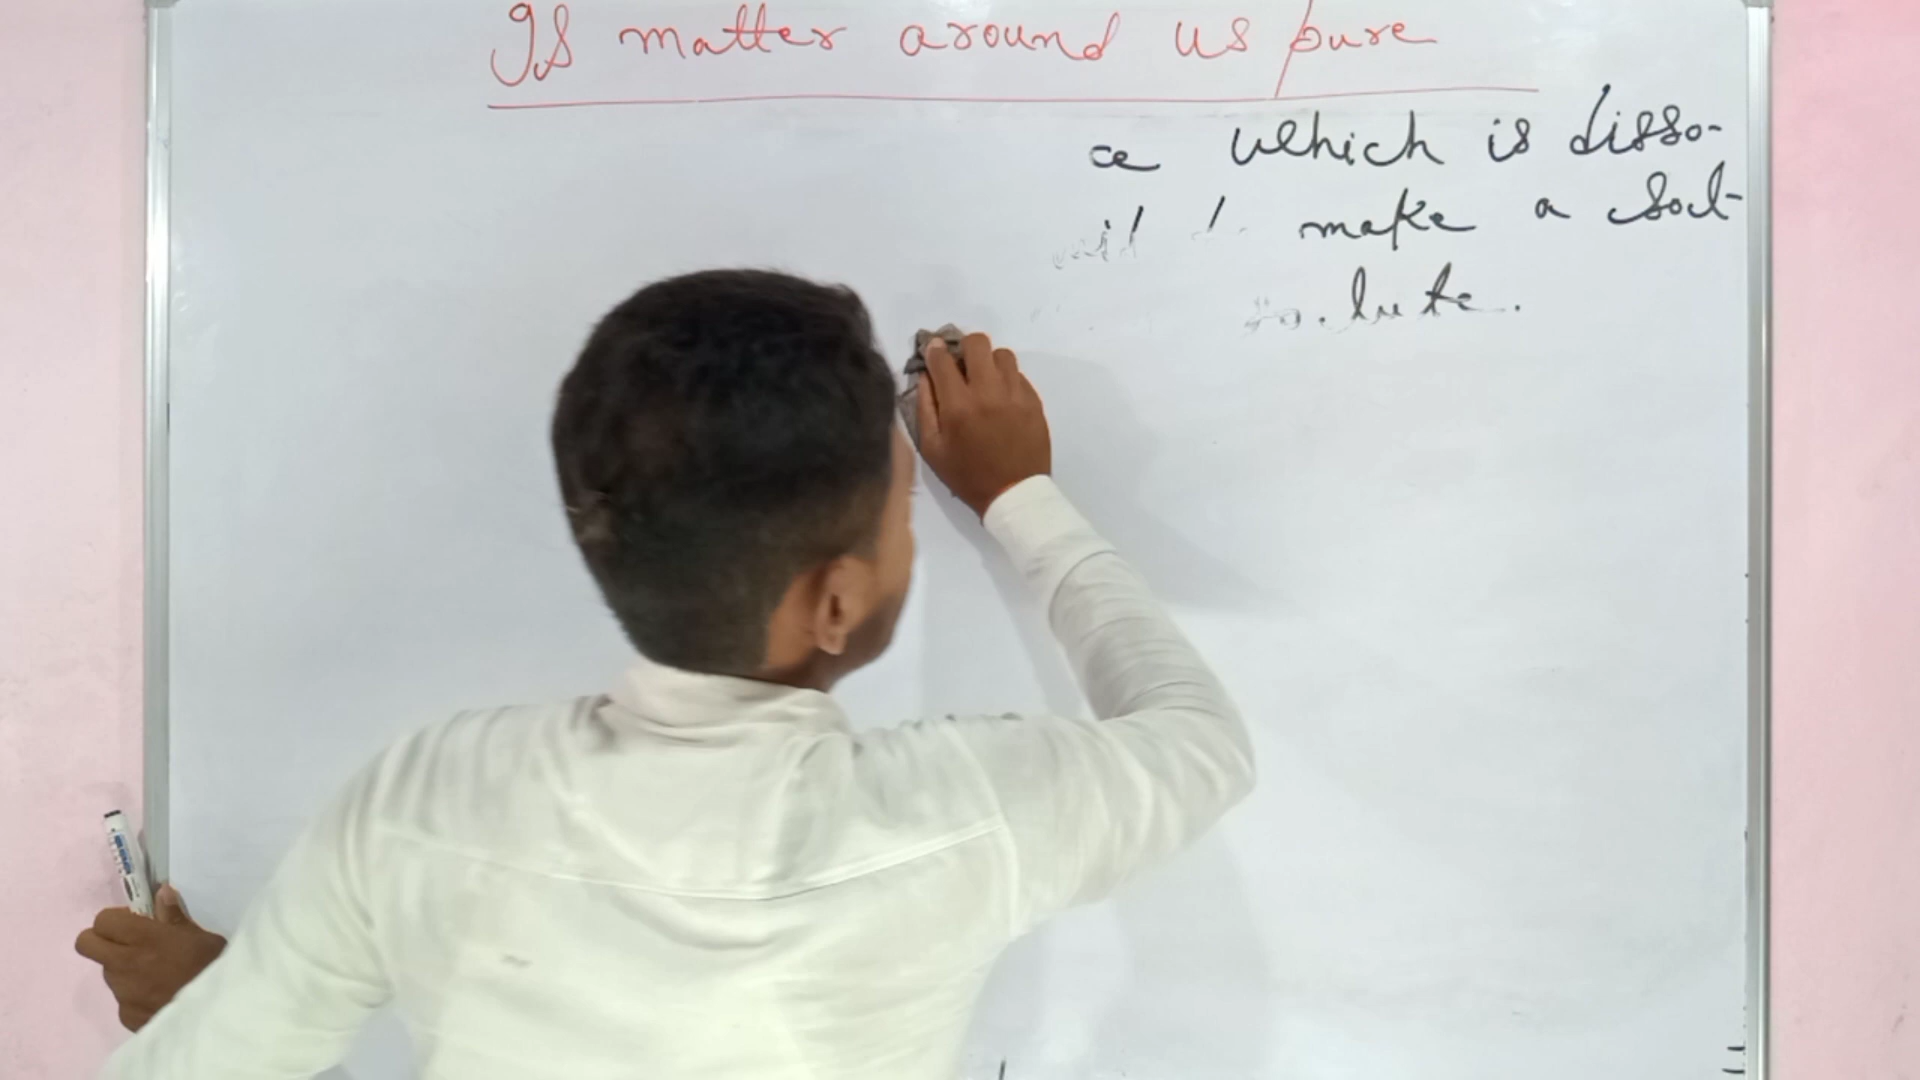 Is matter around us pure
ce which is disso-
make a sol-
lute.